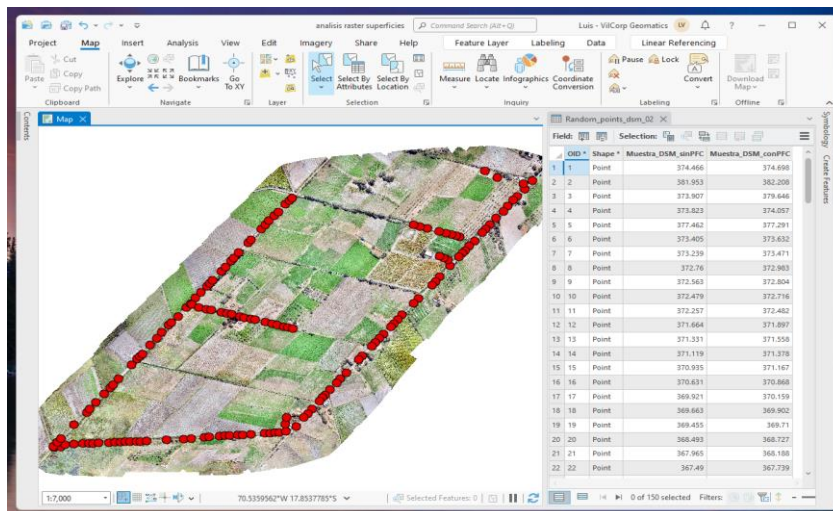 analisis raster superficies
Command Search (Alt+Q)
Luis - VilCorp Geomatics
LV
?
Project Map Insert Analysis View Edit Imagery Share Help Feature Layer Labeling Data Linear Referencing
Paste
Cut
Copy
Copy Path
Explore
Bookmarks
Go To XY
Select
Select By Attributes
Select By Location
Measure
Locate
Infographics
Coordinate Conversion
Pause
Lock
Convert
Download Map
Clipboard Navigate Layer Selection Inquiry Labeling Offline
Contents
Map
Random_points_dsm_02
Symbology
Create Features
Field: Selection:
OID * Shape * Muestra_DSM_sinPFC Muestra_DSM_conPFC
1 1 Point 374.466 374.698
2 2 Point 381.953 382.208
3 3 Point 373.907 379.646
4 4 Point 373.823 374.057
5 5 Point 377.462 377.291
6 6 Point 373.405 373.632
7 7 Point 373.239 373.471
8 8 Point 372.76 372.983
9 9 Point 372.563 372.804
10 10 Point 372.479 372.716
11 11 Point 372.257 372.482
12 12 Point 371.664 371.897
13 13 Point 371.331 371.558
14 14 Point 371.119 371.378
15 15 Point 370.935 371.167
16 16 Point 370.631 370.868
17 17 Point 369.921 370.159
18 18 Point 369.663 369.902
19 19 Point 369.455 369.71
20 20 Point 368.493 368.727
21 21 Point 367.965 368.188
22 22 Point 367.49 367.739
1:7,000
70.5359562°W 17.8537785°S
Selected Features: 0
0 of 150 selected
Filters: